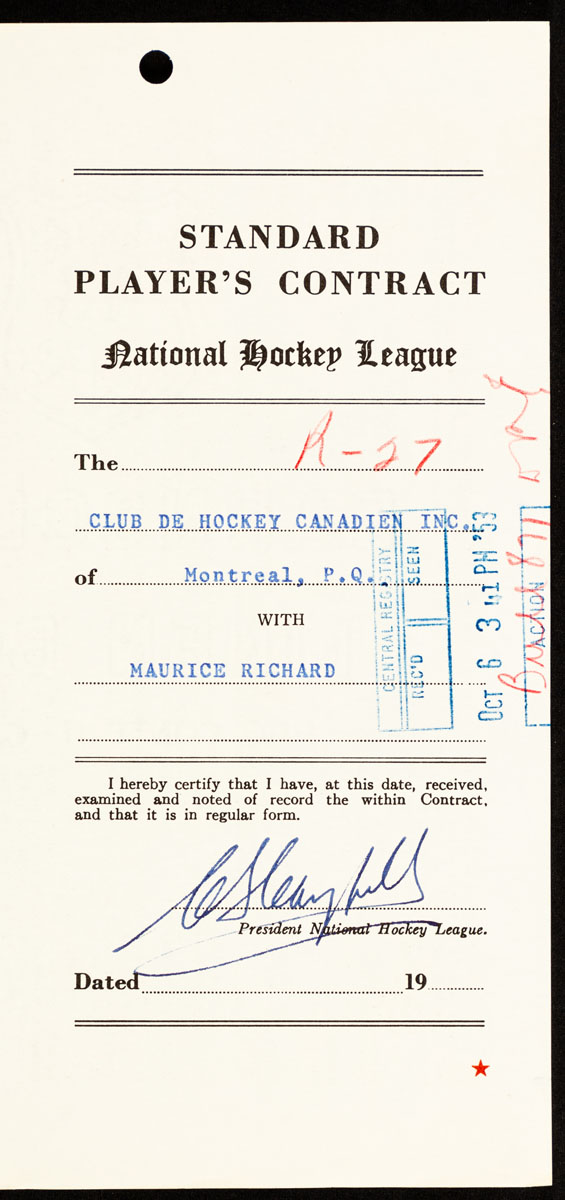 STANDARD
PLAYER'S CONTRACT
National Hockey League
The R-27
CLUB DE HOCKEY CANADIEN INC.
of Montreal, P.Q.
WITH
MAURICE RICHARD
I hereby certify that I have, at this date, received,
examined and noted of record the within Contract,
and that it is in regular form.
President National Hockey League.
Dated 19
CENTRAL REGISTRY
REC'D SEEN
OCT 6 3 41 PM '53
ACTION